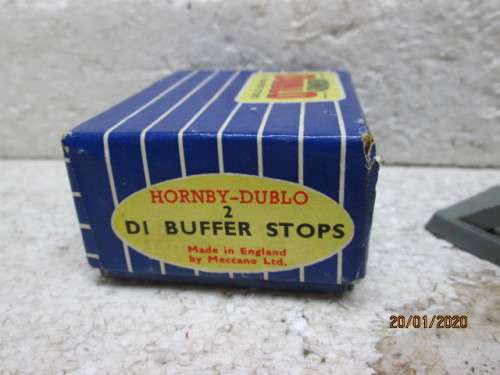 HORNBY-DUBLO
2
D1 BUFFER STOPS
Made in England
by Meccano Ltd.
20/01/2020